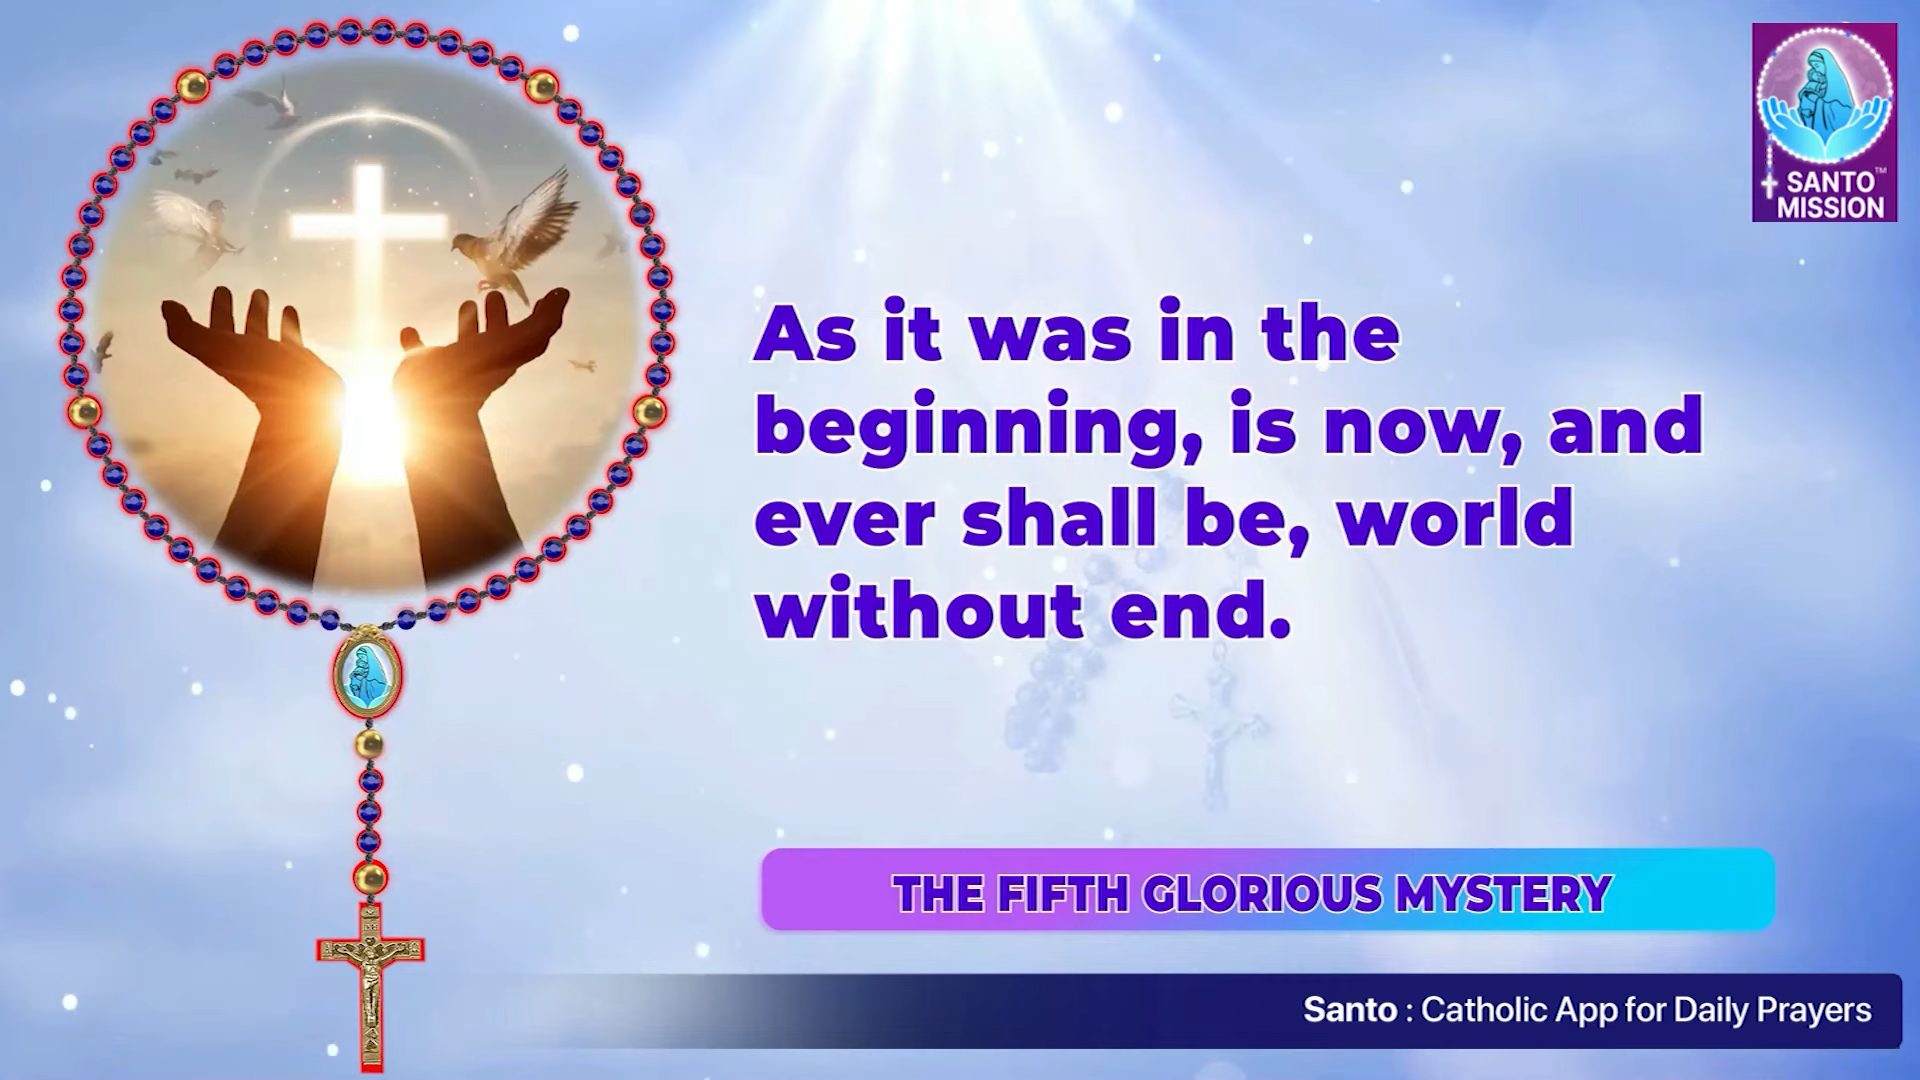 SANTO™
MISSION
As it was in the
beginning, is now, and
ever shall be, world
without end.
THE FIFTH GLORIOUS MYSTERY
Santo : Catholic App for Daily Prayers